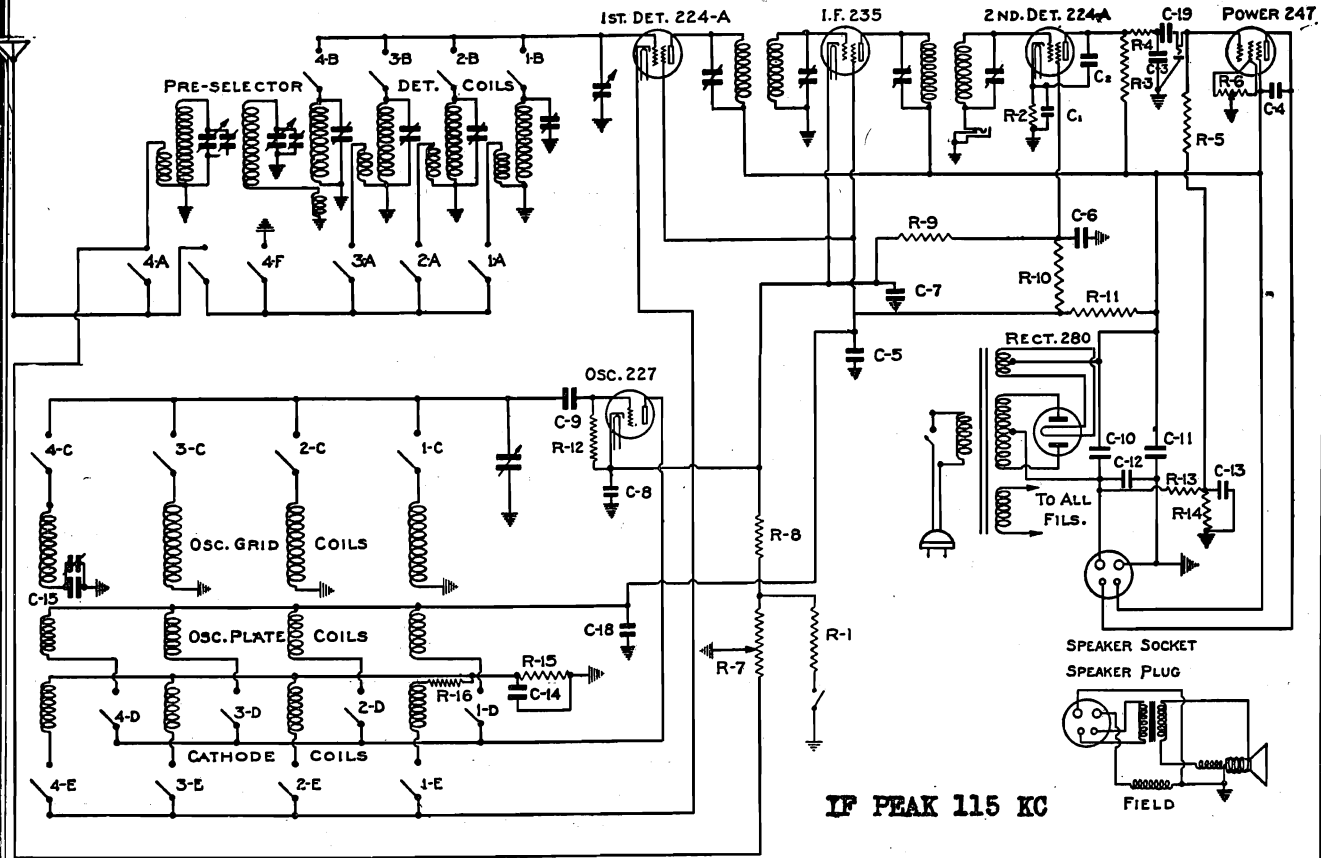 1ST. DET. 224-A
I.F. 235
2ND. DET. 224-A
C-19
POWER 247
4-B
3-B
2-B
1-B
R-4
PRE-SELECTOR
DET. COILS
C2
R-3
R-6
C-4
R-2
C1
R-5
4-A
4-F
3-A
2-A
1-A
R-9
C-6
R-10
R-11
C-7
C-5
RECT. 280
OSC. 227
C-9
R-12
4-C
3-C
2-C
1-C
C-8
C-10
C-11
C-12
R-13
C-13
R-14
TO ALL
FILS.
R-8
OSC. GRID COILS
C-15
OSC. PLATE COILS
C-18
R-7
R-1
R-15
R-16
C-14
4-D
3-D
2-D
1-D
CATHODE COILS
4-E
3-E
2-E
1-E
SPEAKER SOCKET
SPEAKER PLUG
FIELD
IF PEAK 115 KC